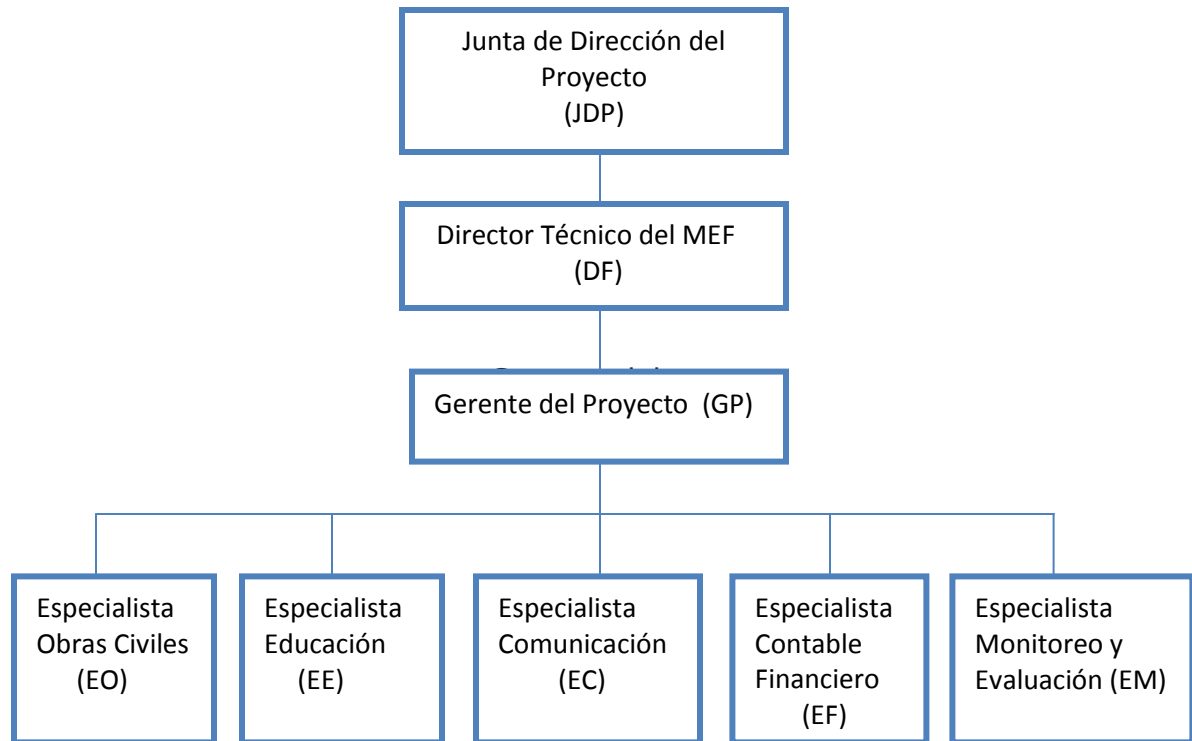 Junta de Dirección del
Proyecto
(JDP)
Director Técnico del MEF
(DF)
Gerente del Proyecto (GP)
Especialista
Obras Civiles
(EO)
Especialista
Educación
(EE)
Especialista
Comunicación
(EC)
Especialista
Contable
Financiero
(EF)
Especialista
Monitoreo y
Evaluación (EM)